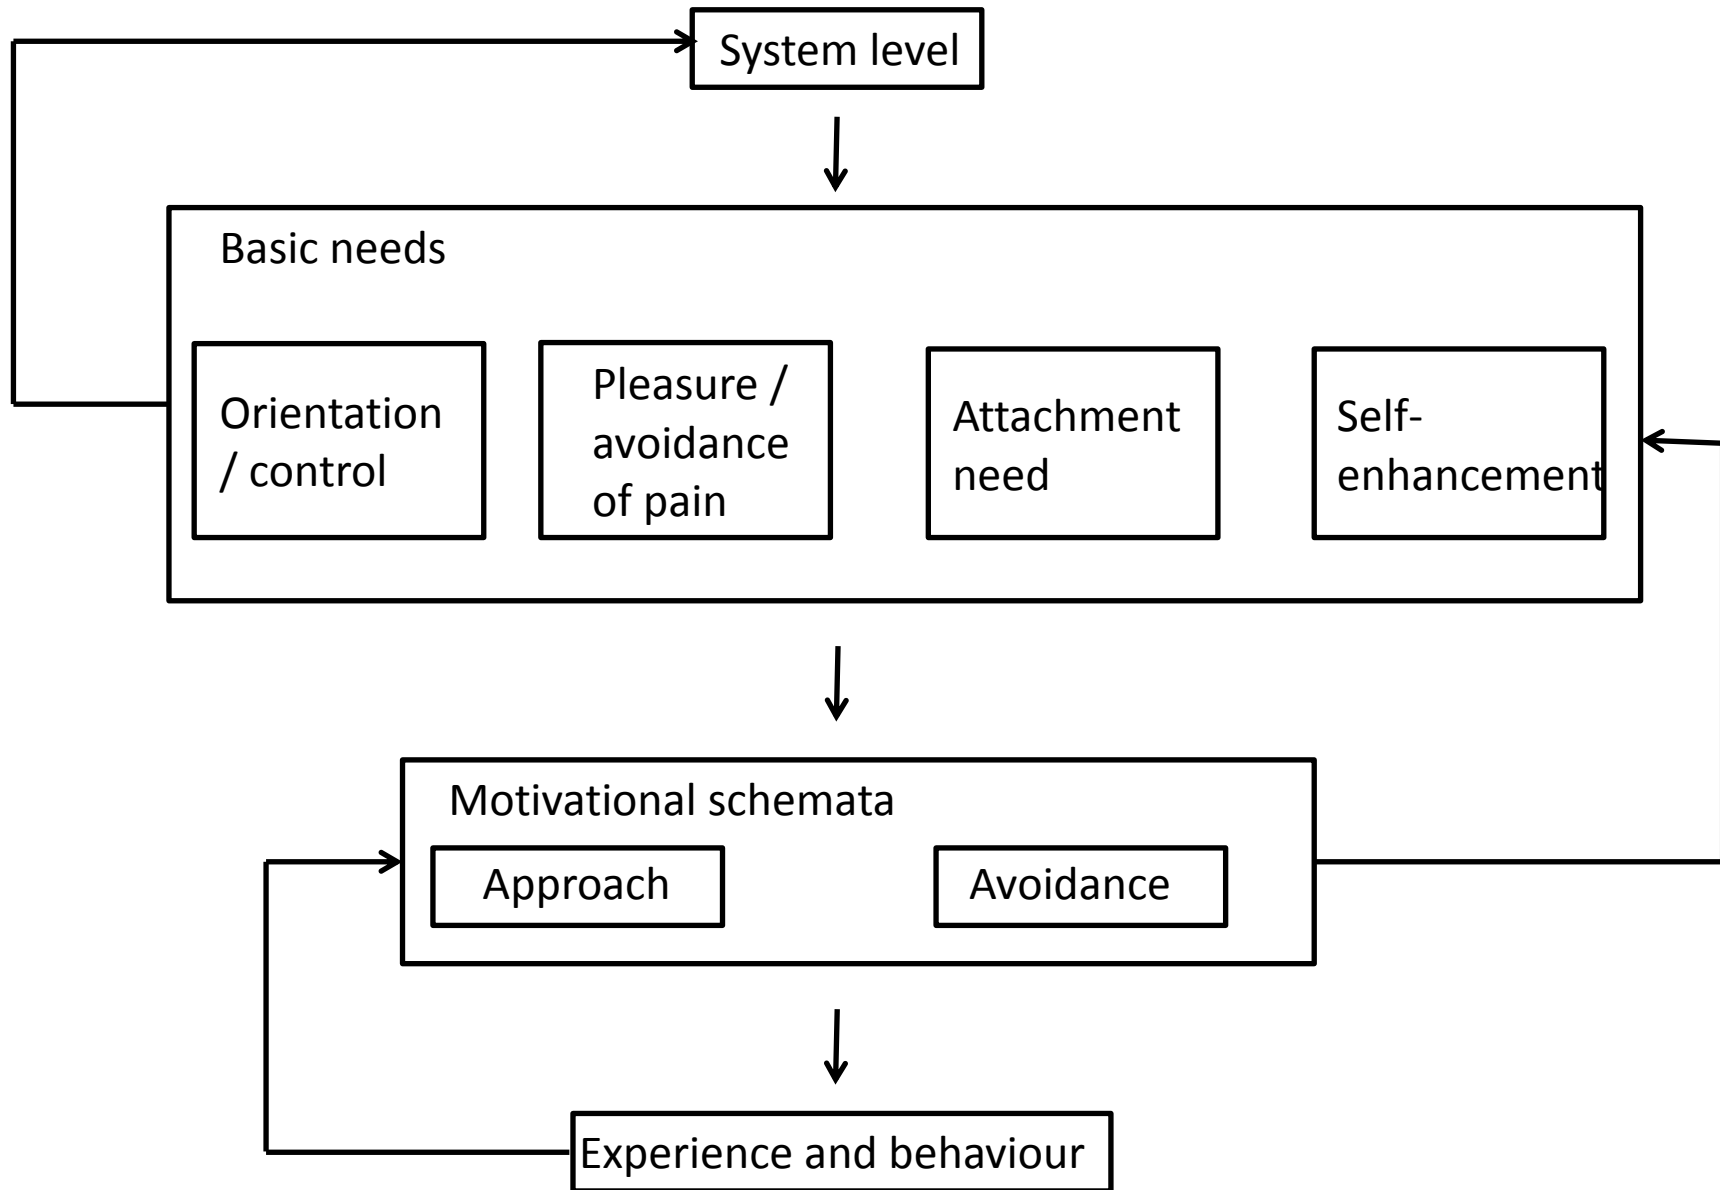 System level
Basic needs
Orientation
/ control
Pleasure /
avoidance
of pain
Attachment
need
Self-
enhancement
Motivational schemata
Approach
Avoidance
Experience and behaviour